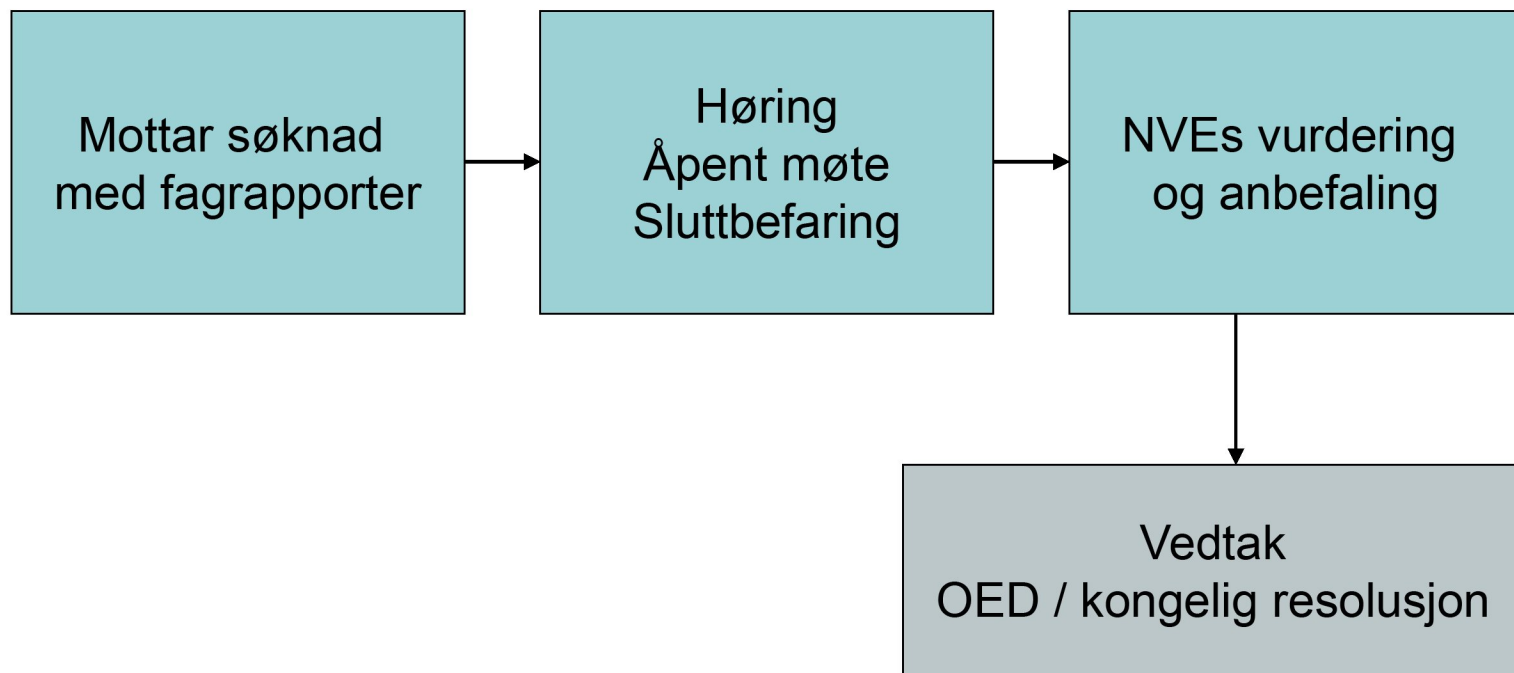 Mottar søknad
med fagrapporter
Høring
Åpent møte
Sluttbefaring
NVEs vurdering
og anbefaling
Vedtak
OED / kongelig resolusjon